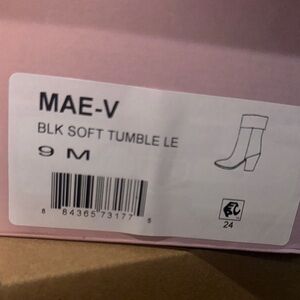 MAE-V
BLK SOFT TUMBLE LE
9 M
8 84365 73177 5
24